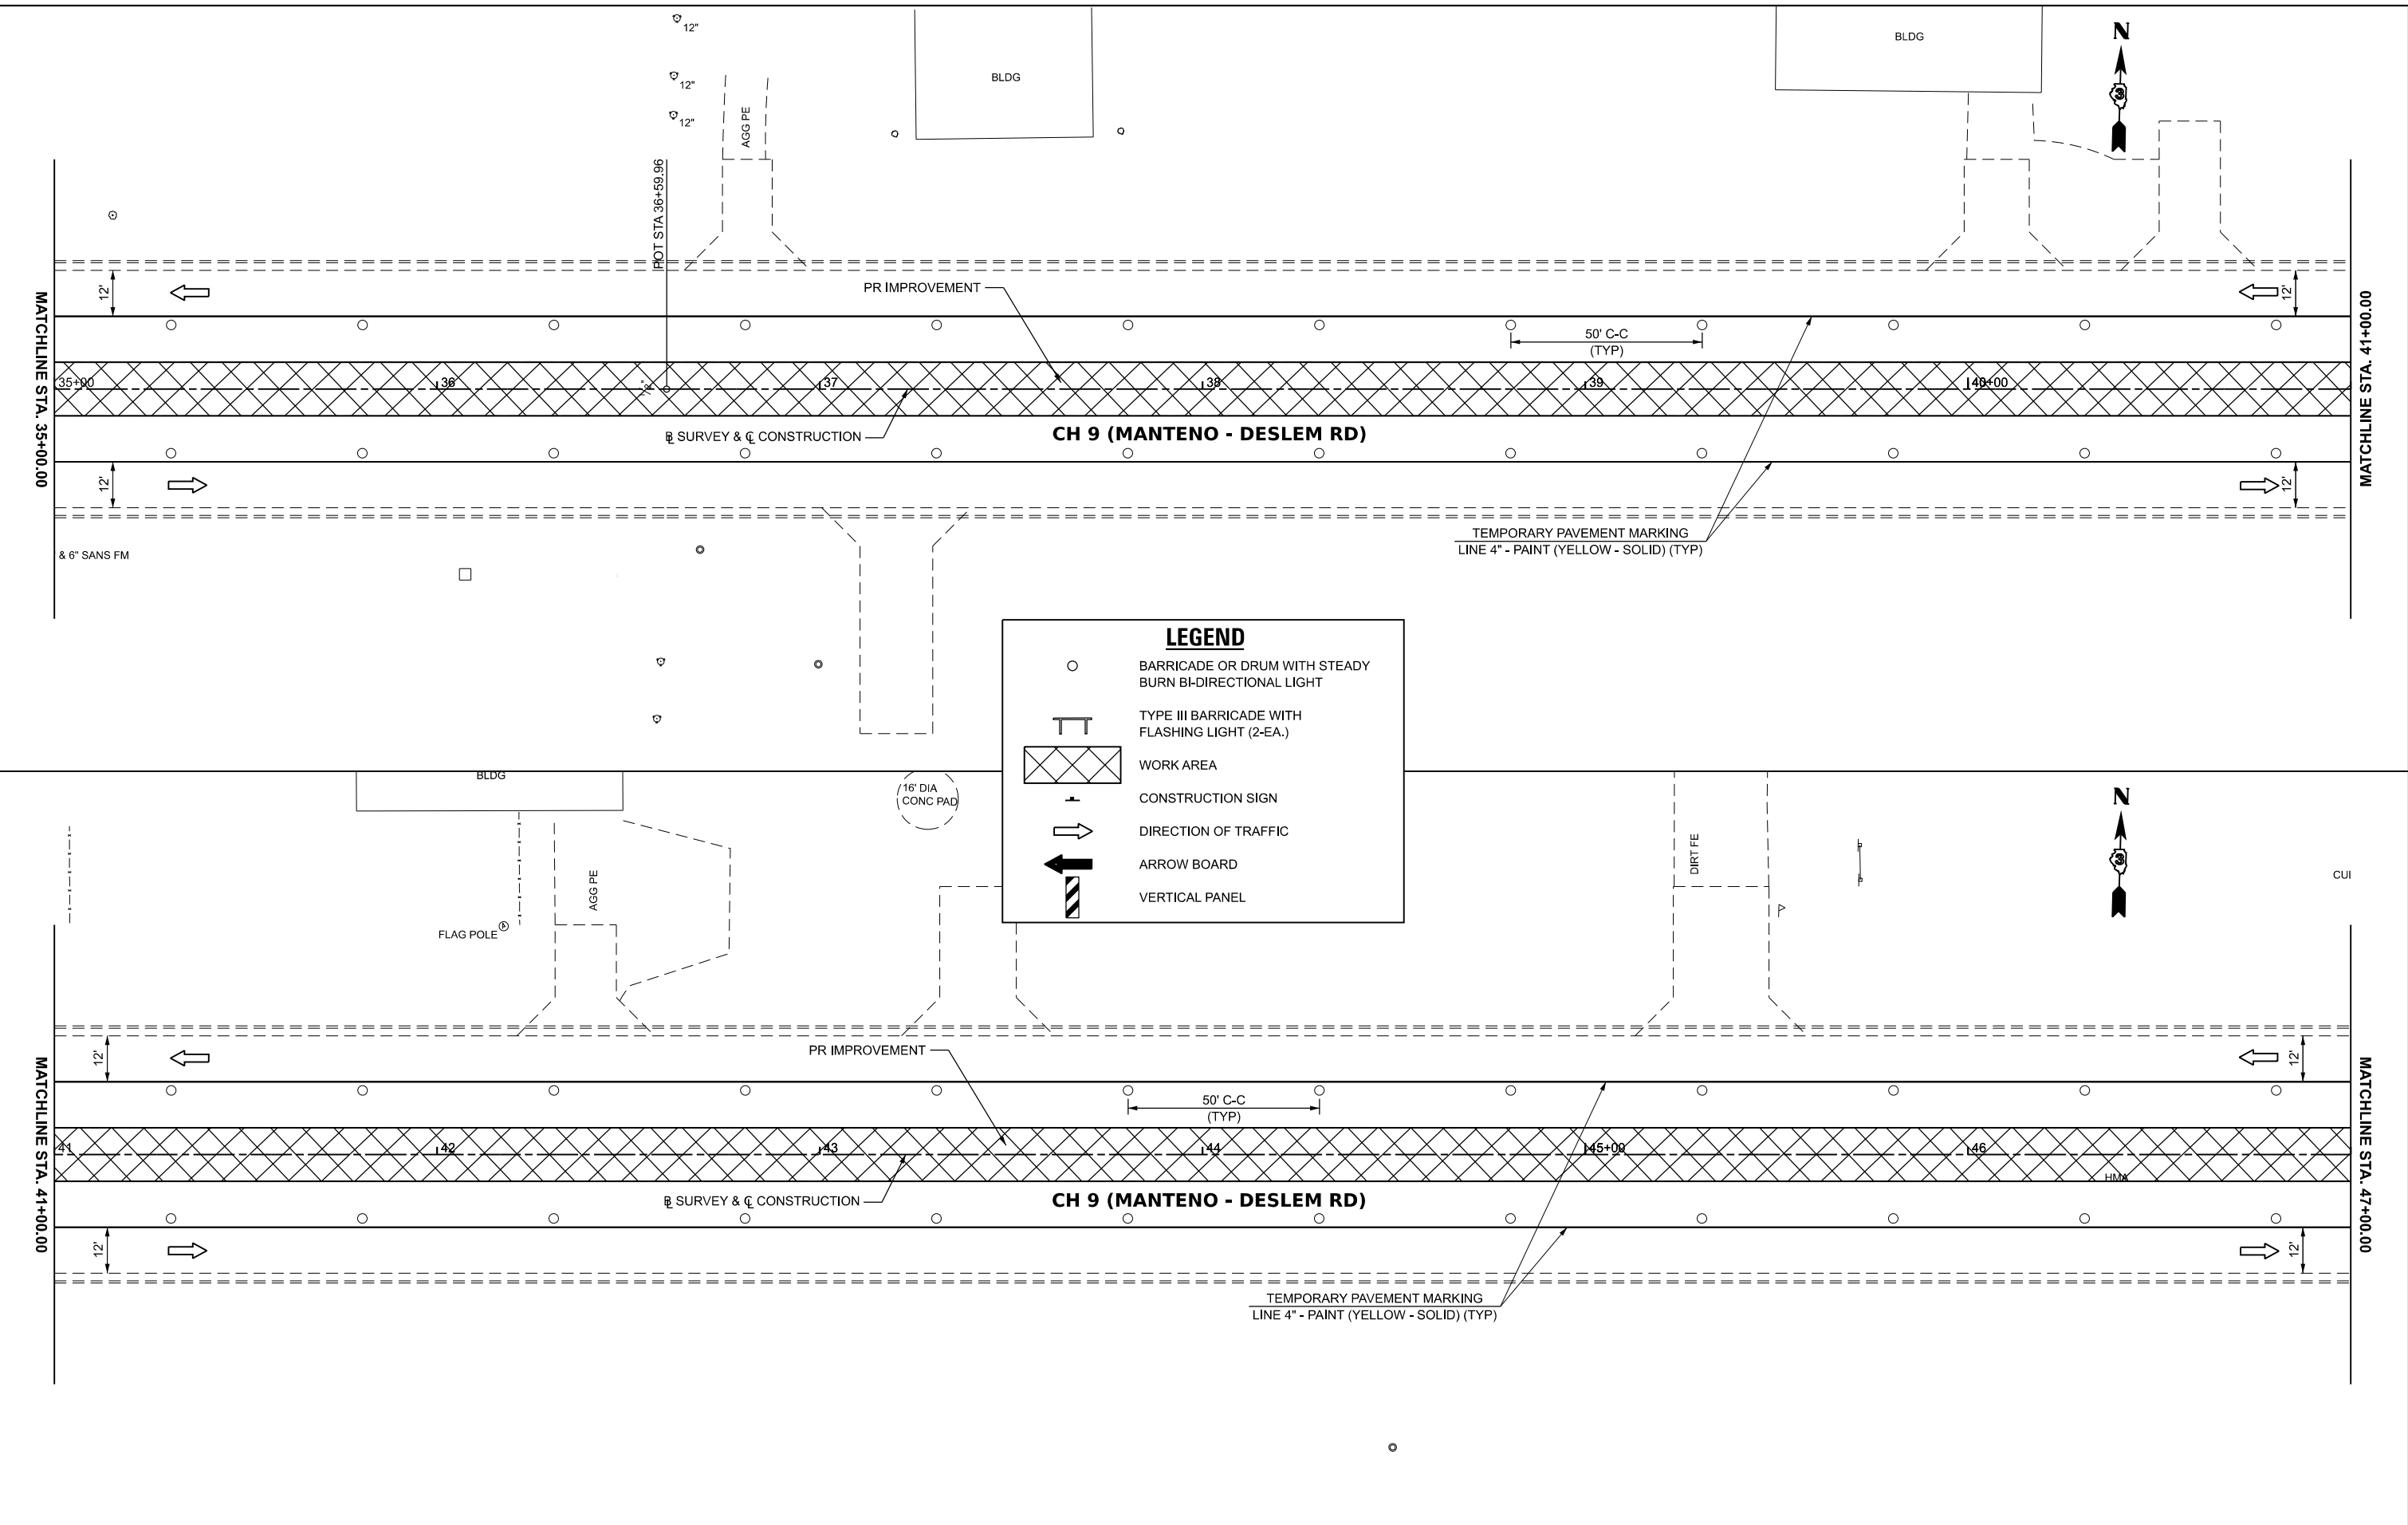 12"
12"
12"
BLDG
BLDG
N
3
AGG PE
POT STA 36+59.96
MATCHLINE STA. 35+00.00
12'
PR IMPROVEMENT
12'
MATCHLINE STA. 41+00.00
50' C-C
(TYP)
35+00
36
37
38
39
40+00
℄ SURVEY & ℄ CONSTRUCTION
CH 9 (MANTENO - DESLEM RD)
12'
12'
TEMPORARY PAVEMENT MARKING
LINE 4" - PAINT (YELLOW - SOLID) (TYP)
& 6" SANS FM
LEGEND
BARRICADE OR DRUM WITH STEADY
BURN BI-DIRECTIONAL LIGHT
TYPE III BARRICADE WITH
FLASHING LIGHT (2-EA.)
WORK AREA
CONSTRUCTION SIGN
DIRECTION OF TRAFFIC
ARROW BOARD
VERTICAL PANEL
BLDG
16' DIA
CONC PAD
N
3
AGG PE
DIRT FE
CUI
FLAG POLE
MATCHLINE STA. 41+00.00
12'
PR IMPROVEMENT
12'
MATCHLINE STA. 47+00.00
50' C-C
(TYP)
41
42
43
44
45+00
46
HMA
℄ SURVEY & ℄ CONSTRUCTION
CH 9 (MANTENO - DESLEM RD)
12'
12'
TEMPORARY PAVEMENT MARKING
LINE 4" - PAINT (YELLOW - SOLID) (TYP)